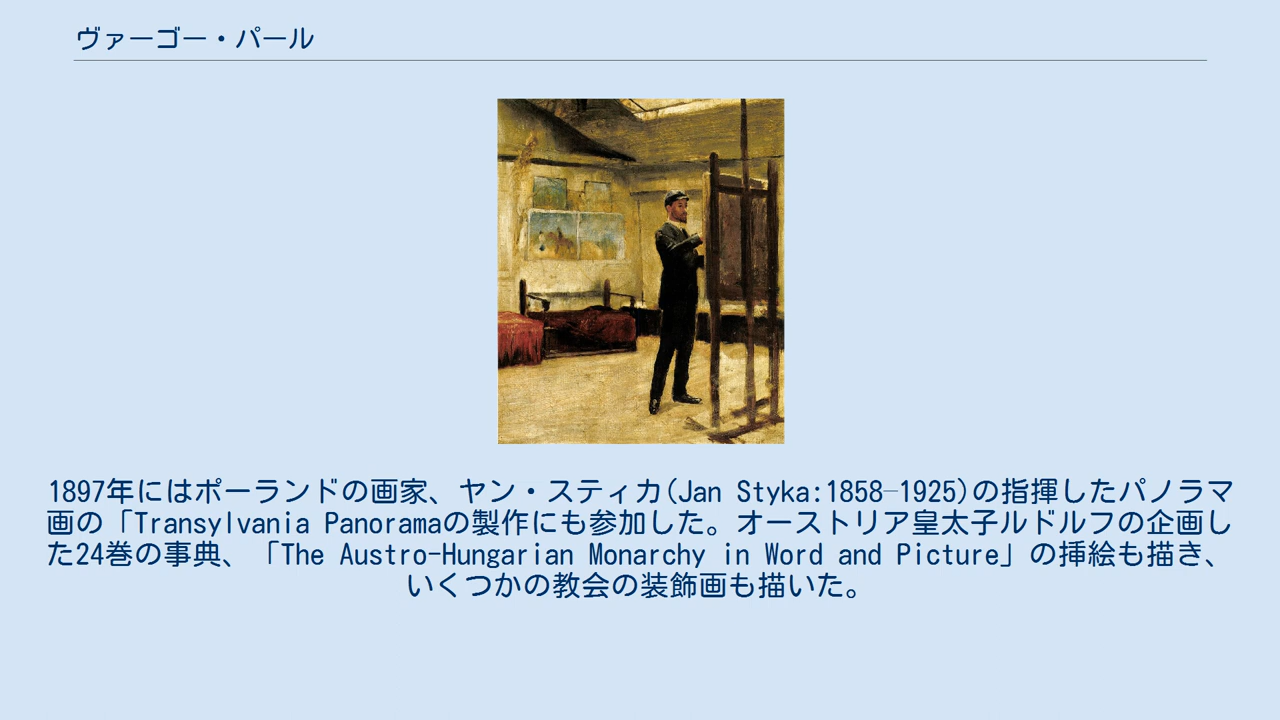 ヴァーゴー・パール
1897年にはポーランドの画家、ヤン・スティカ(Jan Styka:1858–1925)の指揮したパノラマ
画の「Transylvania Panoramaの製作にも参加した。オーストリア皇太子ルドルフの企画し
た24巻の事典、「The Austro-Hungarian Monarchy in Word and Picture」の挿絵も描き、
いくつかの教会の装飾画も描いた。